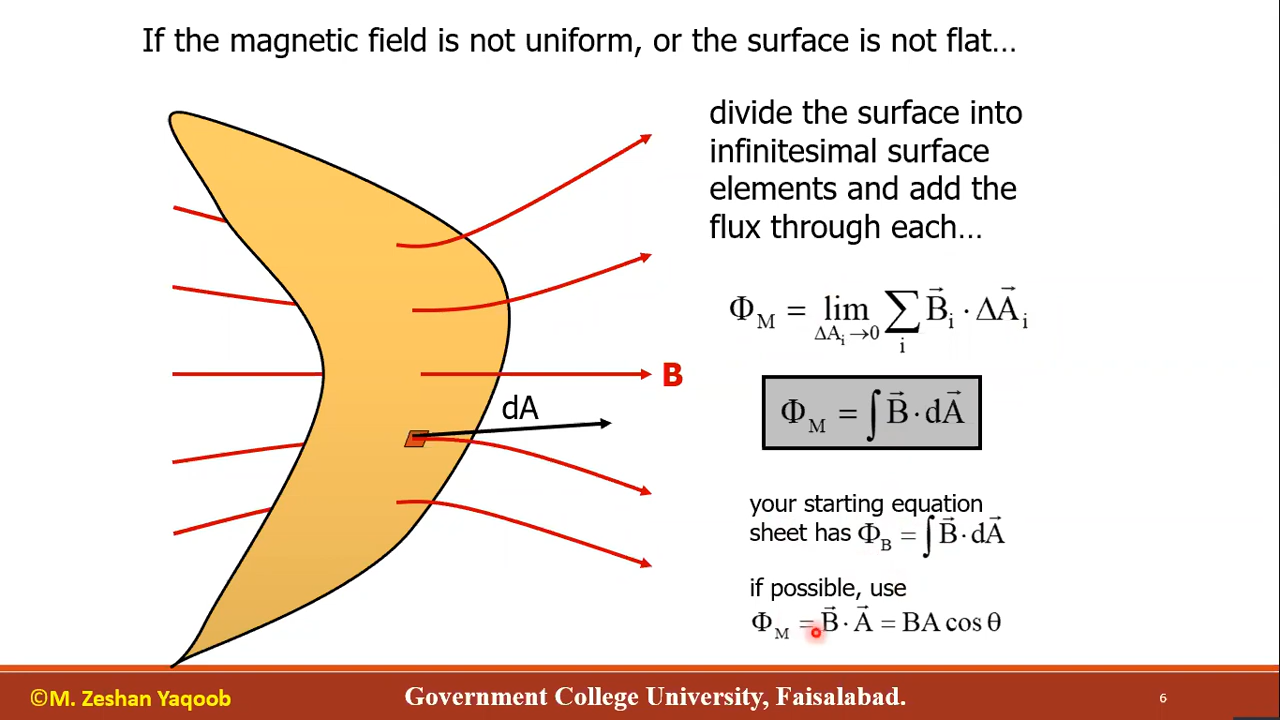 If the magnetic field is not uniform, or the surface is not flat…
divide the surface into
infinitesimal surface
elements and add the
flux through each…
Φ_M = lim_{ΔA_i→0} ∑_i B⃗_i · ΔA⃗_i
B
dA
Φ_M = ∫ B⃗ · dA⃗
your starting equation
sheet has Φ_B = ∫ B⃗ · dA⃗
if possible, use
Φ_M = B⃗ · A⃗ = BA cos θ
©M. Zeshan Yaqoob
Government College University, Faisalabad.
6